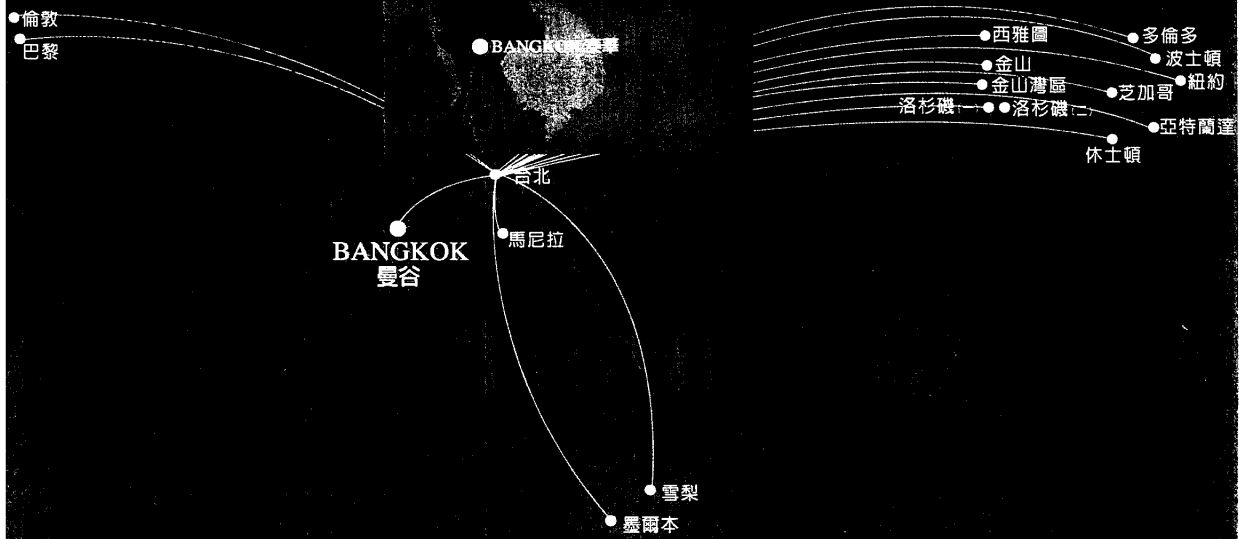 倫敦
巴黎
BANGKOK
西雅圖
多倫多
波士頓
金山
紐約
金山灣區
芝加哥
洛杉磯(一)
洛杉磯(二)
亞特蘭達
休士頓
台北
馬尼拉
BANGKOK
曼谷
雪梨
墨爾本